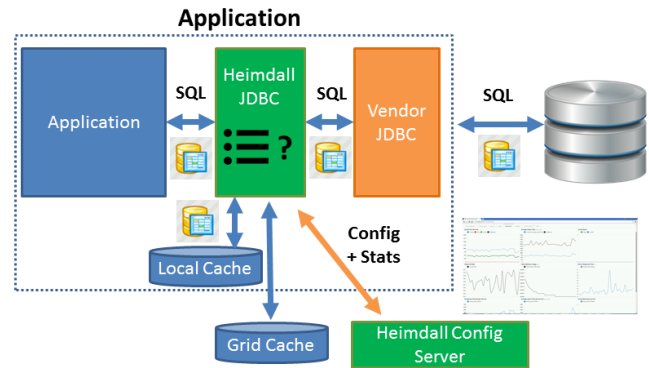 Application
Application
SQL
Heimdall
JDBC
?
SQL
Vendor
JDBC
SQL
Local Cache
Config
+ Stats
Grid Cache
Heimdall Config
Server